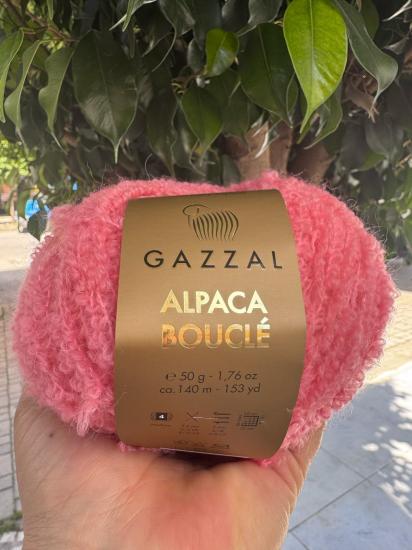 GAZZAL
ALPACA
BOUCLÉ
℮ 50 g - 1,76 oz
ca. 140 m - 153 yd
4